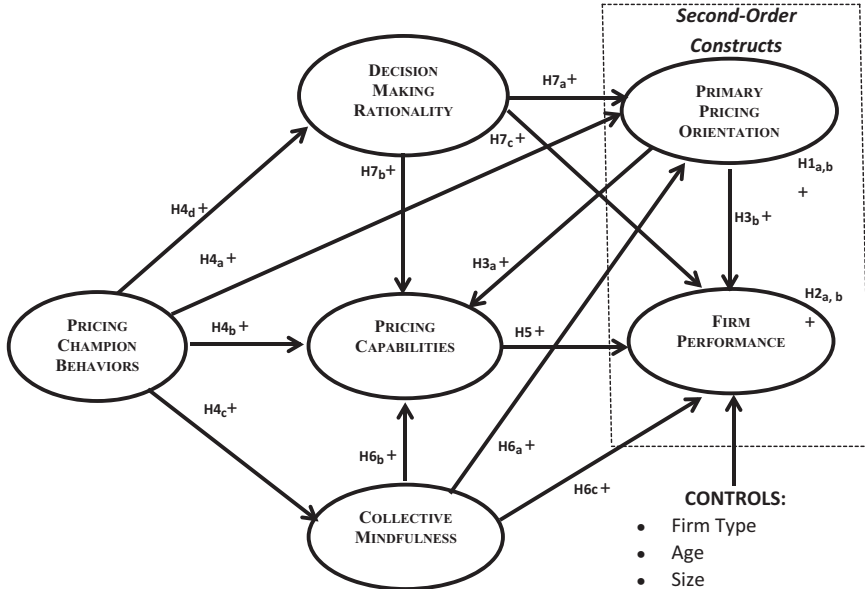 Second-Order
Constructs
DECISION
MAKING
RATIONALITY
H7a+
PRIMARY
PRICING
ORIENTATION
H7c+
H7b+
H1a,b
+
H4d+
H3b+
H4a+
H3a+
H2a, b
+
PRICING
CHAMPION
BEHAVIORS
H4b+
PRICING
CAPABILITIES
H5+
FIRM
PERFORMANCE
H4c+
H6b+
H6a+
H6c+
COLLECTIVE
MINDFULNESS
CONTROLS:
• Firm Type
• Age
• Size